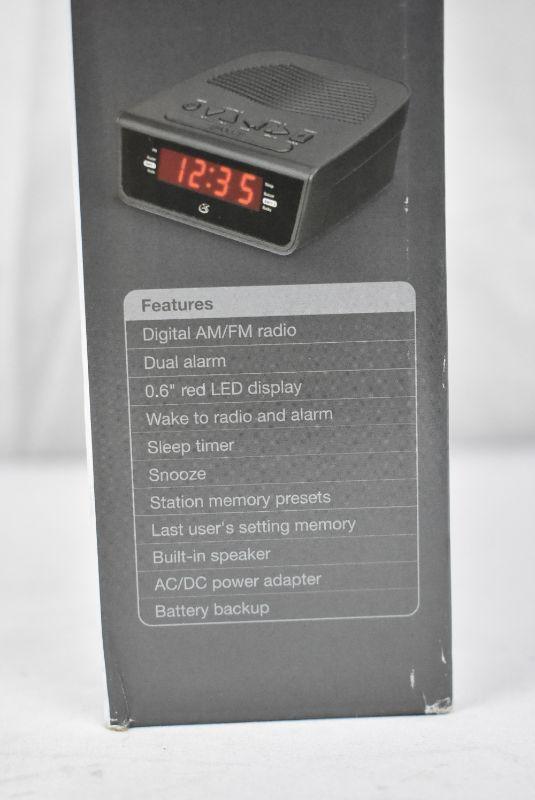 12:35
Features
Digital AM/FM radio
Dual alarm
0.6" red LED display
Wake to radio and alarm
Sleep timer
Snooze
Station memory presets
Last user's setting memory
Built-in speaker
AC/DC power adapter
Battery backup